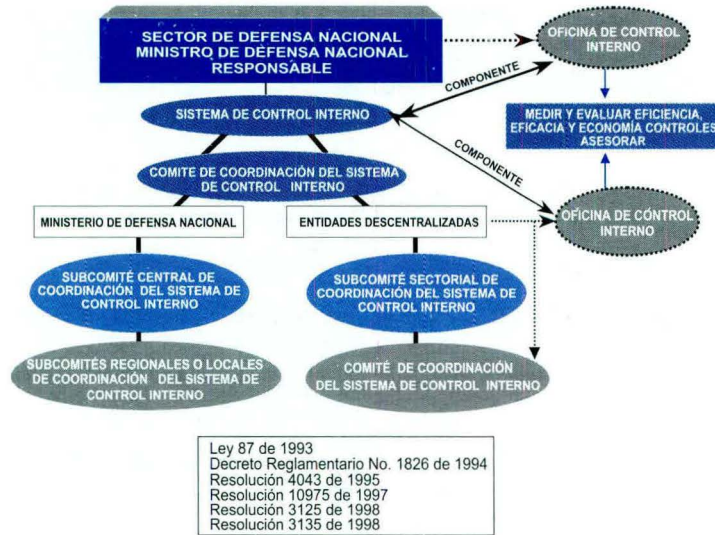 SECTOR DE DEFENSA NACIONAL
MINISTRO DE DEFENSA NACIONAL
RESPONSABLE
OFICINA DE CONTROL
INTERNO
COMPONENTE
SISTEMA DE CONTROL INTERNO
MEDIR Y EVALUAR EFICIENCIA,
EFICACIA Y ECONOMÍA CONTROLES
ASESORAR
COMITE DE COORDINACIÓN DEL SISTEMA
DE CONTROL INTERNO
COMPONENTE
MINISTERIO DE DEFENSA NACIONAL
ENTIDADES DESCENTRALIZADAS
OFICINA DE CÓNTROL
INTERNO
SUBCOMITÉ CENTRAL DE
COORDINACIÓN DEL SISTEMA DE
CONTROL INTERNO
SUBCOMITÉ SECTORIAL DE
COORDINACIÓN DEL SISTEMA DE
CONTROL INTERNO
SUBCOMITÉS REGIONALES O LOCALES
DE COORDINACIÓN DEL SISTEMA DE
CONTROL INTERNO
COMITÉ DE COORDINACIÓN
DEL SISTEMA DE CONTROL INTERNO
Ley 87 de 1993
Decreto Reglamentario No. 1826 de 1994
Resolución 4043 de 1995
Resolución 10975 de 1997
Resolución 3125 de 1998
Resolución 3135 de 1998